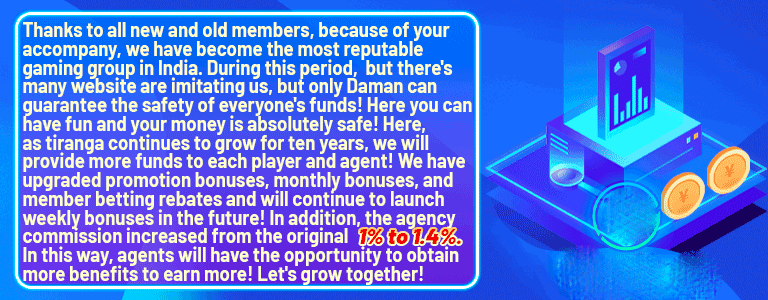 Thanks to all new and old members, because of your
accompany, we have become the most reputable
gaming group in India. During this period,  but there's
many website are imitating us, but only Daman can
guarantee the safety of everyone's funds! Here you can
have fun and your money is absolutely safe! Here,
as tiranga continues to grow for ten years, we will
provide more funds to each player and agent! We have
upgraded promotion bonuses, monthly bonuses, and
member betting rebates and will continue to launch
weekly bonuses in the future! In addition, the agency
commission increased from the original 1% to 1.4%.
In this way, agents will have the opportunity to obtain
more benefits to earn more! Let's grow together!
¥
¥